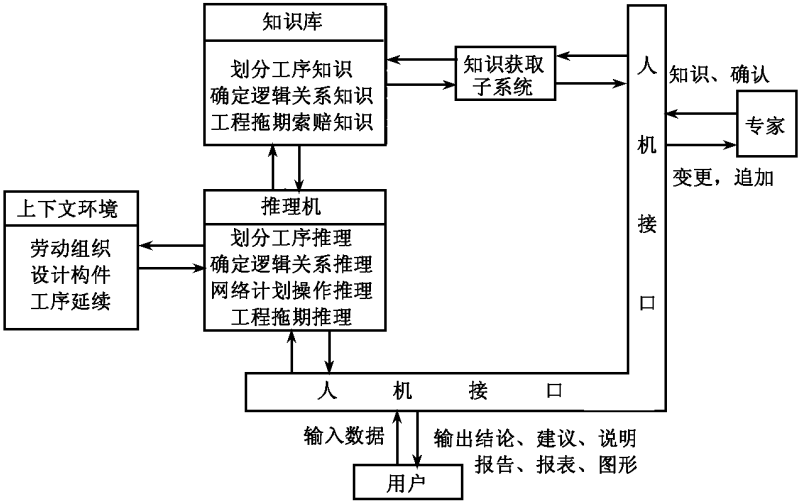 知识库
划分工序知识
确定逻辑关系知识
工程拖期索赔知识
知识获取
子系统
人
机
接
口
知识、确认
专家
变更，追加
上下文环境
劳动组织
设计构件
工序延续
推理机
划分工序推理
确定逻辑关系推理
网络计划操作推理
工程拖期推理
人 机 接 口
输入数据
输出结论、建议、说明
报告、报表、图形
用户